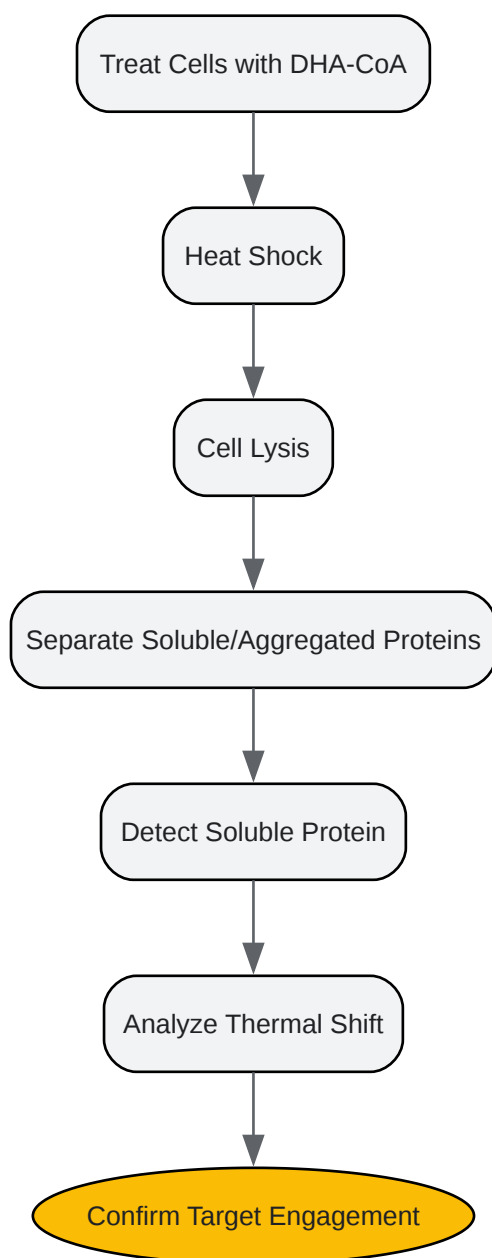 Treat Cells with DHA-CoA
Heat Shock
Cell Lysis
Separate Soluble/Aggregated Proteins
Detect Soluble Protein
Analyze Thermal Shift
Confirm Target Engagement